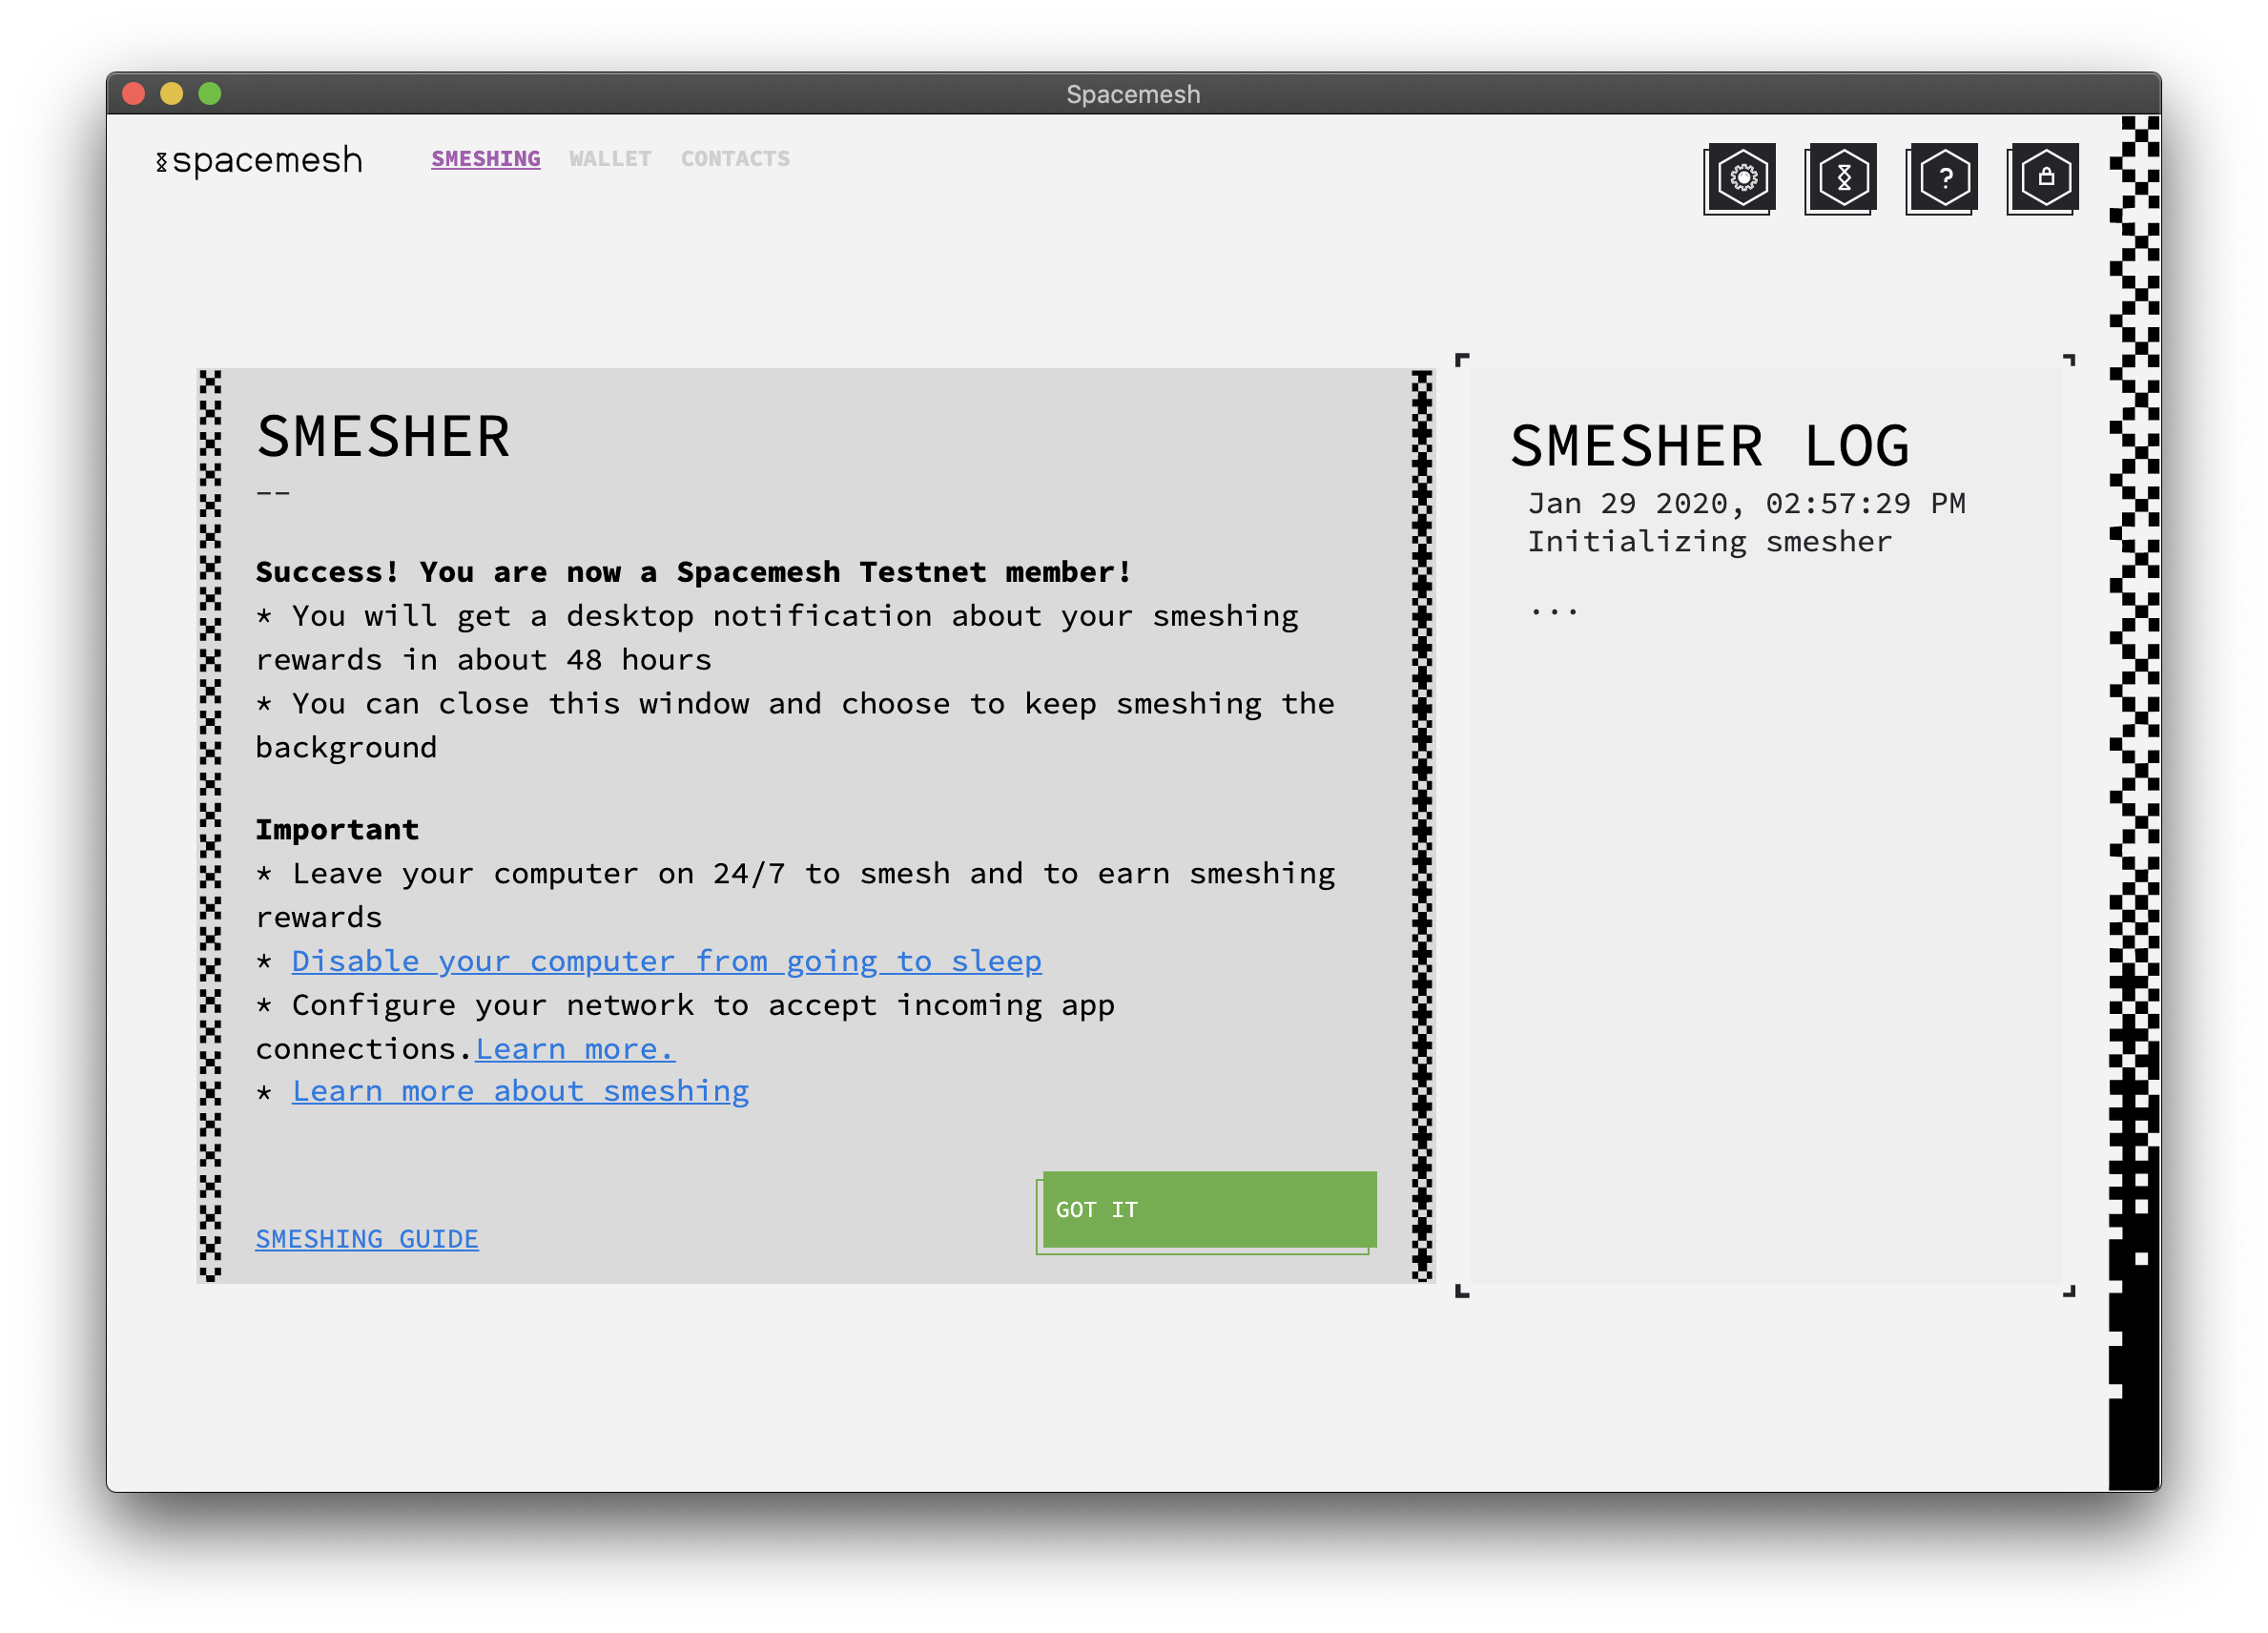 Spacemesh
spacemesh
SMESHING WALLET CONTACTS
?
SMESHER
--
Success! You are now a Spacemesh Testnet member!
* You will get a desktop notification about your smeshing
rewards in about 48 hours
* You can close this window and choose to keep smeshing the
background
Important
* Leave your computer on 24/7 to smesh and to earn smeshing
rewards
* Disable your computer from going to sleep
* Configure your network to accept incoming app
connections.Learn more.
* Learn more about smeshing
SMESHING GUIDE
GOT IT
SMESHER LOG
Jan 29 2020, 02:57:29 PM
Initializing smesher
...